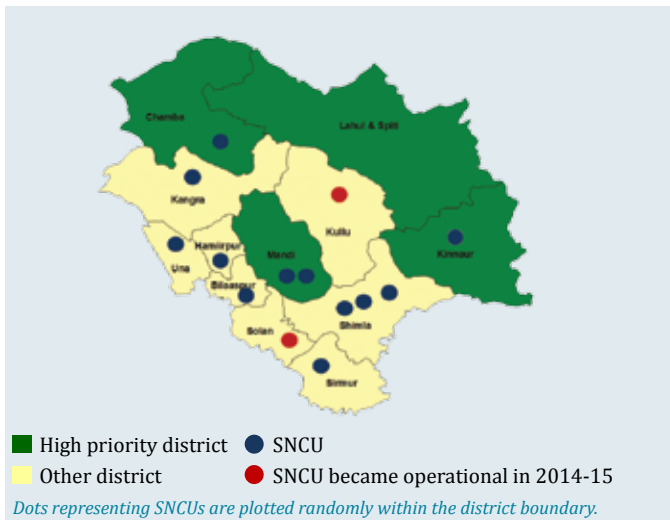 Chamba
Lahul & Spiti
Kangra
Kullu
Kinnaur
Hamirpur
Mandi
Una
Bilaspur
Shimla
Solan
Sirmur
High priority district SNCU
Other district SNCU became operational in 2014-15
Dots representing SNCUs are plotted randomly within the district boundary.